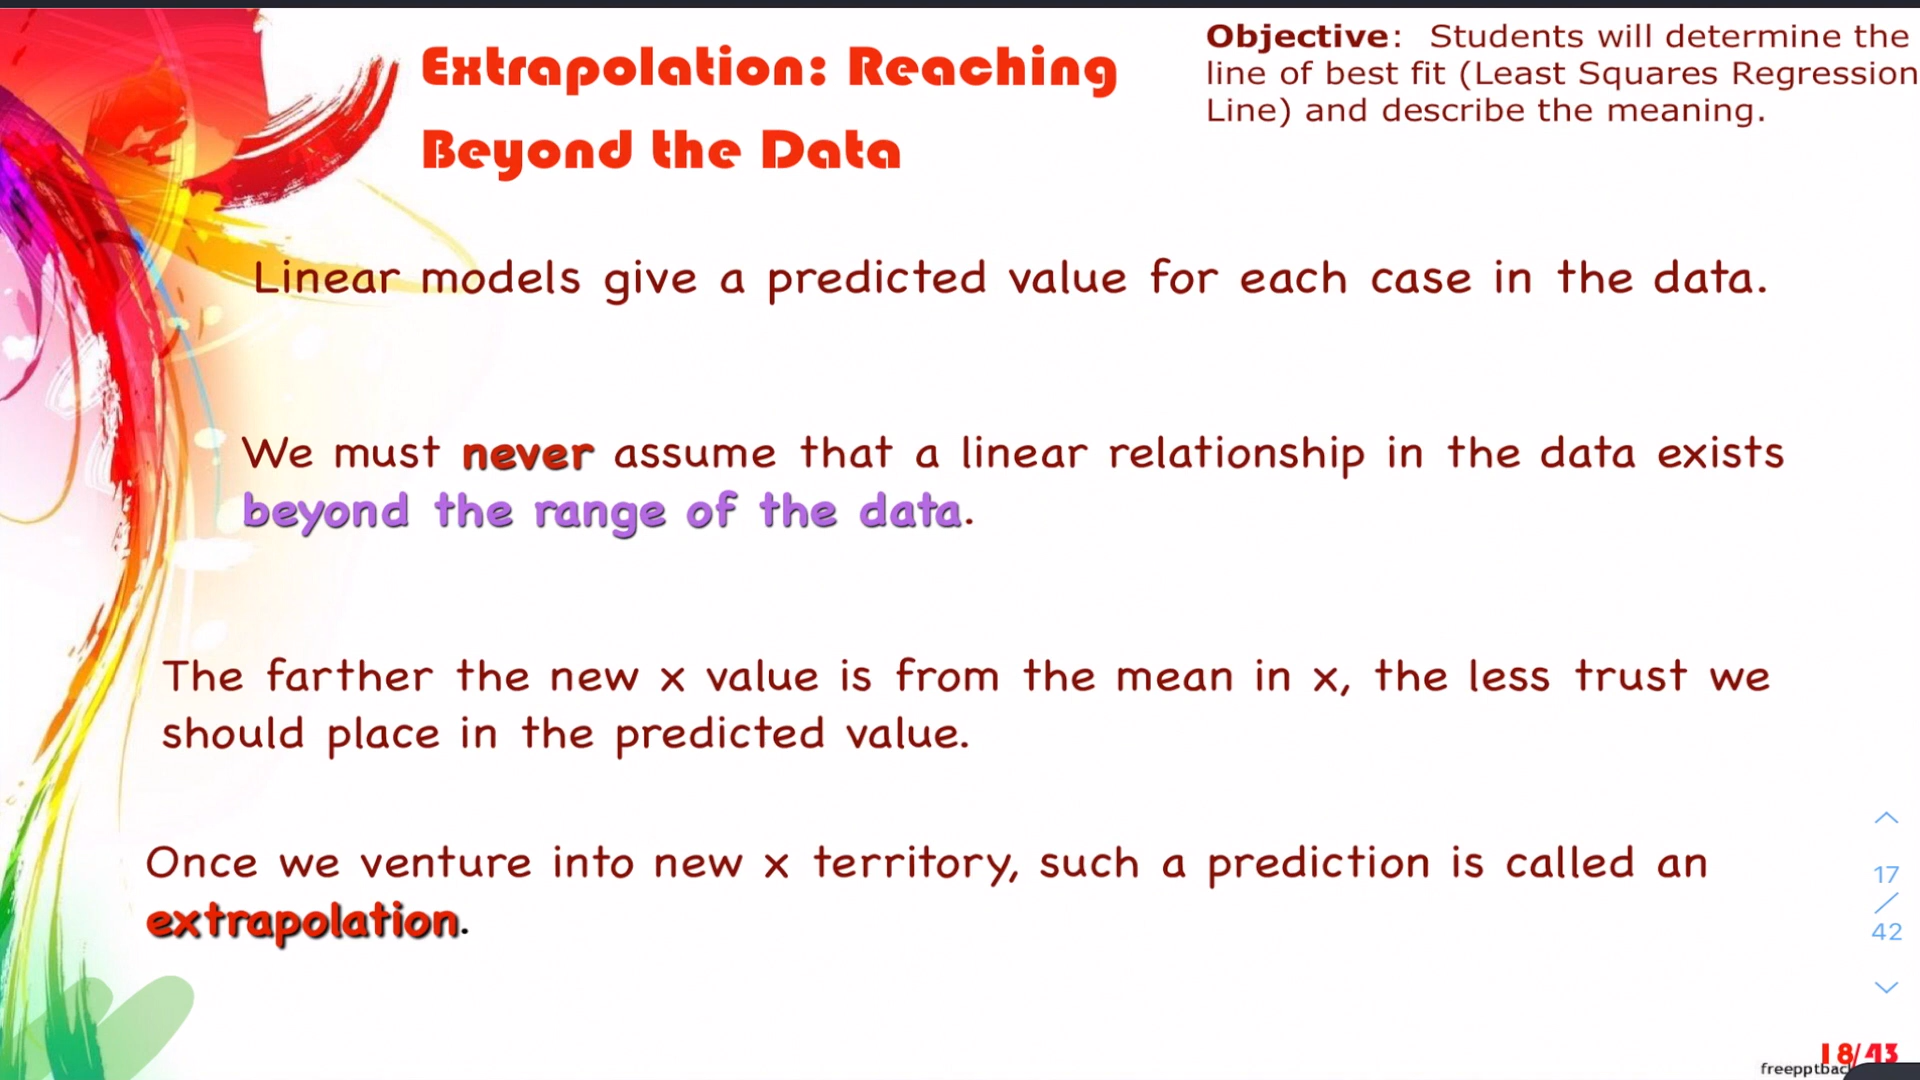 Extrapolation: Reaching
Beyond the Data
Objective: Students will determine the
line of best fit (Least Squares Regression
Line) and describe the meaning.
Linear models give a predicted value for each case in the data.
We must never assume that a linear relationship in the data exists
beyond the range of the data.
The farther the new x value is from the mean in x, the less trust we
should place in the predicted value.
Once we venture into new x territory, such a prediction is called an
extrapolation.
17
/
42
18/43